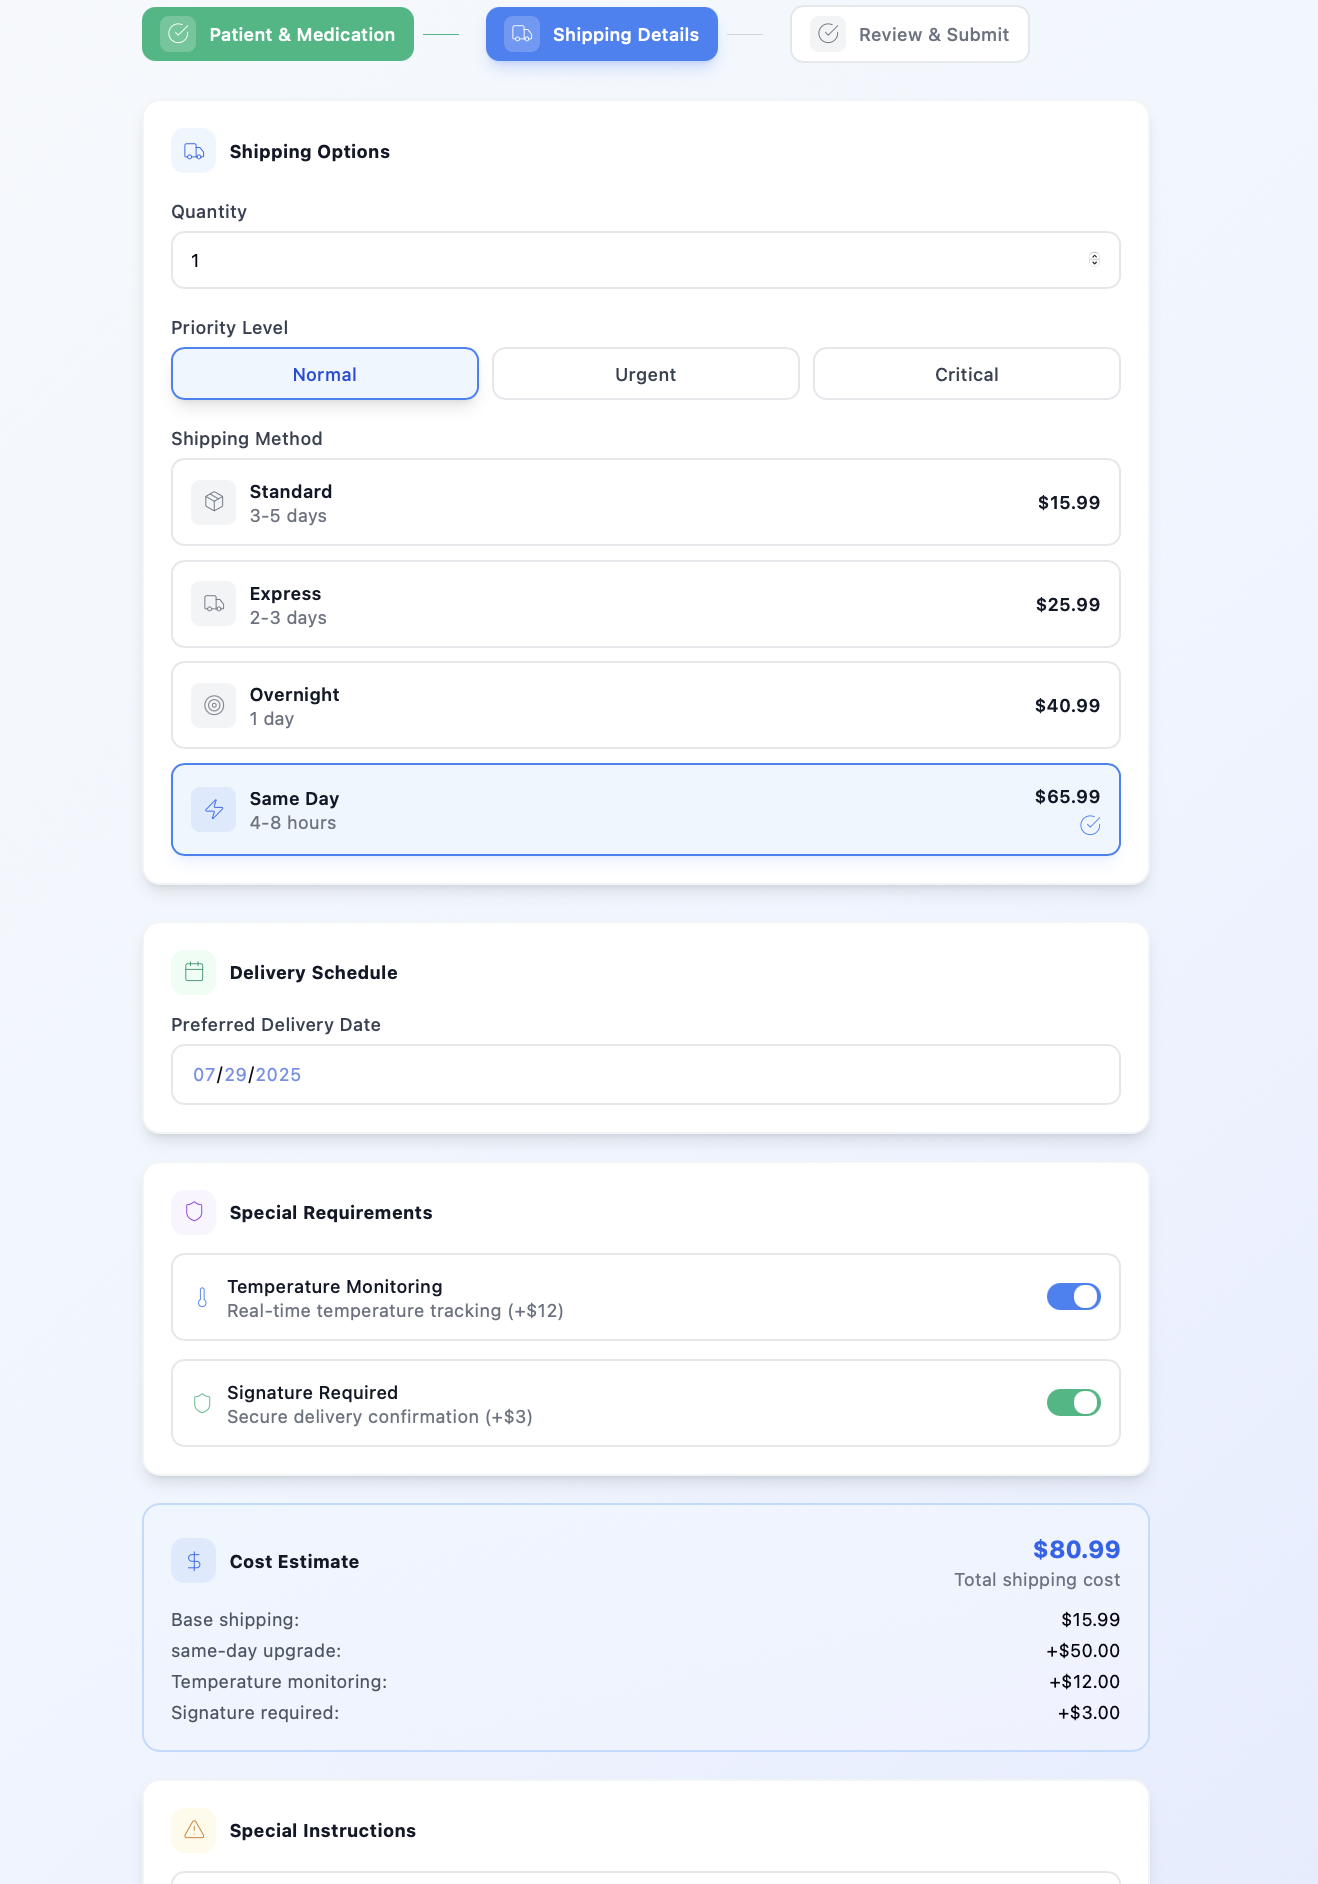 Patient & Medication
Shipping Details
Review & Submit
Shipping Options
Quantity
1
Priority Level
Normal
Urgent
Critical
Shipping Method
Standard
3-5 days
$15.99
Express
2-3 days
$25.99
Overnight
1 day
$40.99
Same Day
4-8 hours
$65.99
Delivery Schedule
Preferred Delivery Date
07/29/2025
Special Requirements
Temperature Monitoring
Real-time temperature tracking (+$12)
Signature Required
Secure delivery confirmation (+$3)
Cost Estimate
$80.99
Total shipping cost
Base shipping: $15.99
same-day upgrade: +$50.00
Temperature monitoring: +$12.00
Signature required: +$3.00
Special Instructions